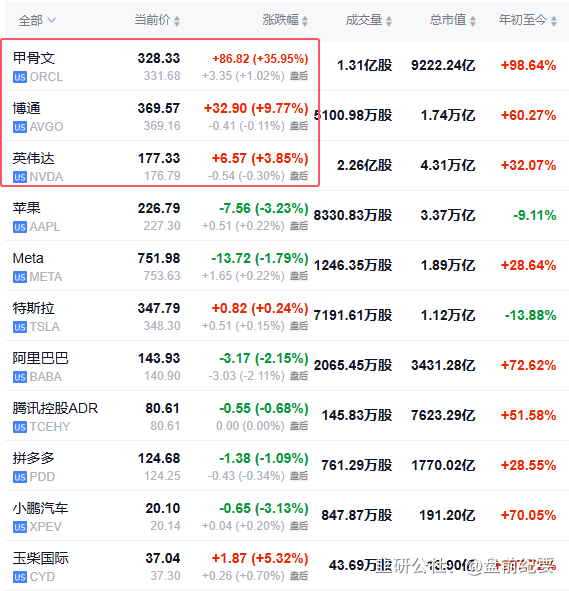 全部 当前价 涨跌幅 成交量 总市值 年初至今
甲骨文 328.33 +86.82 (+35.95%) 1.31亿股 9222.24亿 +98.64%
US ORCL 331.68 +3.35 (+1.02%) 盘后
博通 369.57 +32.90 (+9.77%) 5100.98万股 1.74万亿 +60.27%
US AVGO 369.16 -0.41 (-0.11%) 盘后
英伟达 177.33 +6.57 (+3.85%) 2.26亿股 4.31万亿 +32.07%
US NVDA 176.79 -0.54 (-0.30%) 盘后
苹果 226.79 -7.56 (-3.23%) 8330.83万股 3.37万亿 -9.11%
US AAPL 227.30 +0.51 (+0.22%) 盘后
Meta 751.98 -13.72 (-1.79%) 1246.35万股 1.89万亿 +28.64%
US META 753.63 +1.65 (+0.22%) 盘后
特斯拉 347.79 +0.82 (+0.24%) 7191.61万股 1.12万亿 -13.88%
US TSLA 348.30 +0.51 (+0.15%) 盘后
阿里巴巴 143.93 -3.17 (-2.15%) 2065.45万股 3431.28亿 +72.62%
US BABA 140.90 -3.03 (-2.11%) 盘后
腾讯控股ADR 80.61 -0.55 (-0.68%) 145.83万股 7623.29亿 +51.58%
US TCEHY 80.61 0.00 (0.00%) 盘后
拼多多 124.68 -1.38 (-1.09%) 761.29万股 1770.02亿 +28.55%
US PDD 124.25 -0.43 (-0.34%) 盘后
小鹏汽车 20.10 -0.65 (-3.13%) 847.87万股 191.20亿 +70.05%
US XPEV 20.14 +0.04 (+0.20%) 盘后
玉柴国际 37.04 +1.87 (+5.32%) 43.69万股 13.90亿
US CYD 37.30 +0.26 (+0.70%) 盘后
韭研公社：@盘前纪要